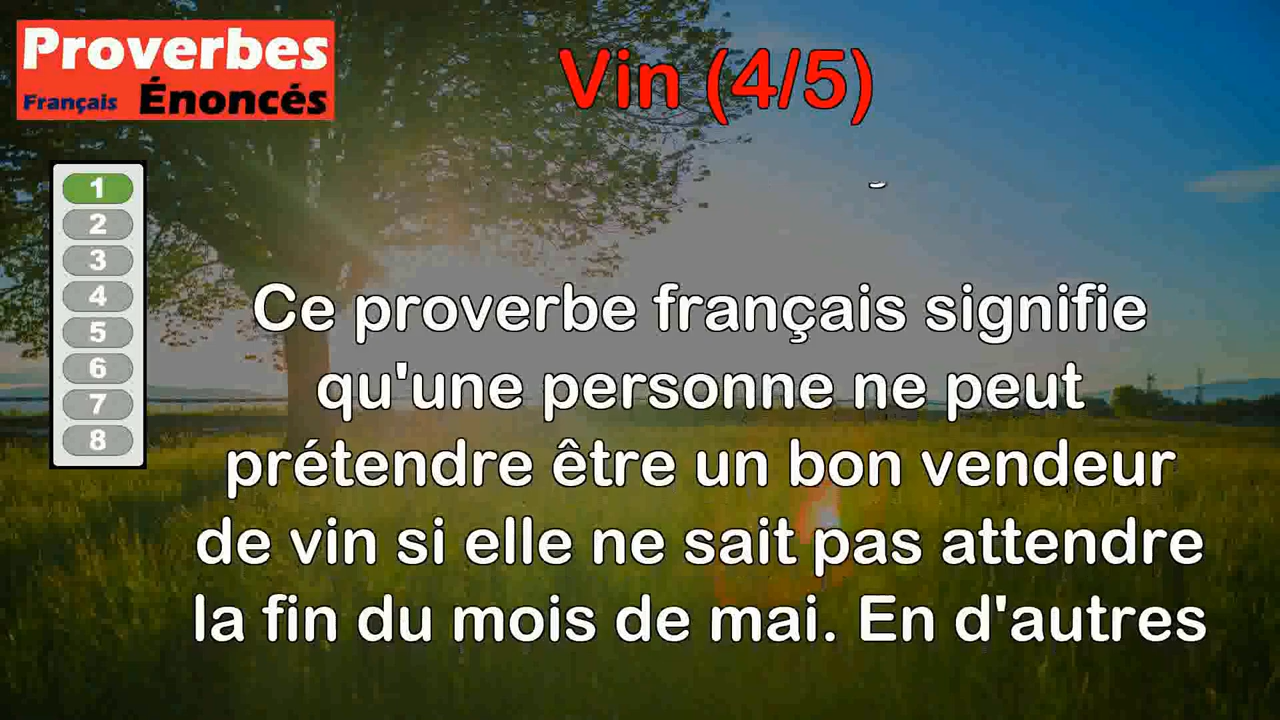 Proverbes
Français Énoncés
Vin (4/5)
1
2
3
4
5
6
7
8
Ce proverbe français signifie
qu'une personne ne peut
prétendre être un bon vendeur
de vin si elle ne sait pas attendre
la fin du mois de mai. En d'autres